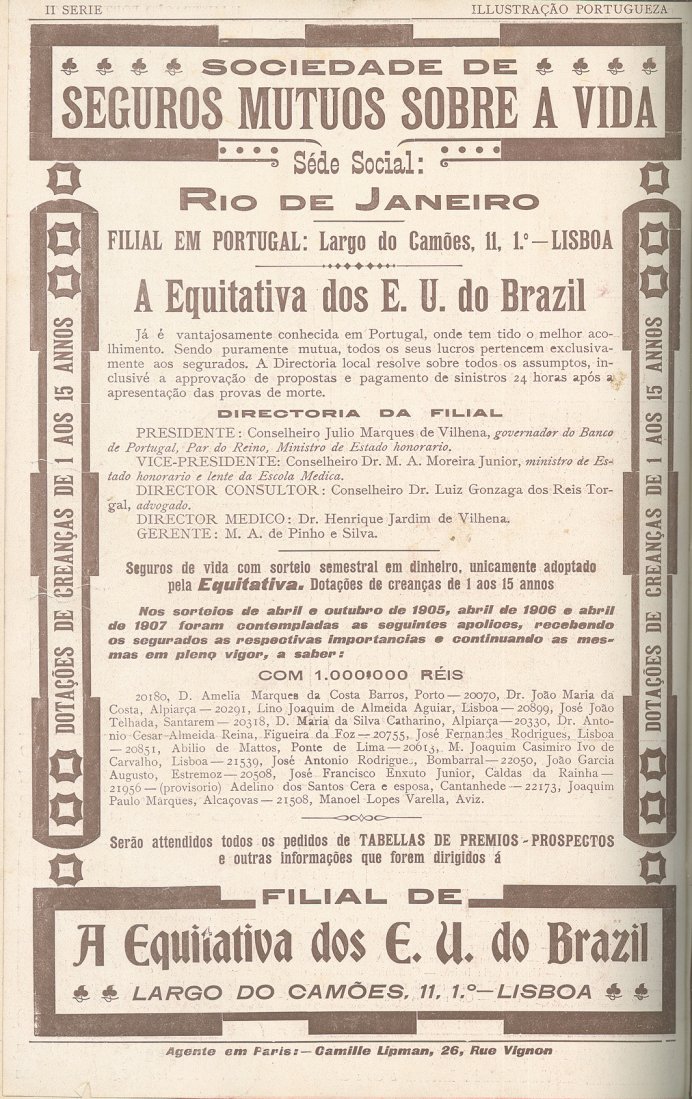 II SERIE ILLUSTRAÇÃO PORTUGUEZA
SOCIEDADE DE
SEGUROS MUTUOS SOBRE A VIDA
Séde Social:
RIO DE JANEIRO
FILIAL EM PORTUGAL: Largo do Camões, 11, 1.º—LISBOA
A Equitativa dos E. U. do Brazil
Já é vantajosamente conhecida em Portugal, onde tem tido o melhor aco-
lhimento. Sendo puramente mutua, todos os seus lucros pertencem exclusiva-
mente aos segurados. A Directoria local resolve sobre todos os assumptos, in-
clusivé a approvação de propostas e pagamento de sinistros 24 horas após a
apresentação das provas de morte.
DIRECTORIA DA FILIAL
PRESIDENTE: Conselheiro Julio Marques de Vilhena, governador do Banco
de Portugal, Par do Reino, Ministro de Estado honorario.
VICE-PRESIDENTE: Conselheiro Dr. M. A. Moreira Junior, ministro de Es-
tado honorario e lente da Escola Medica.
DIRECTOR CONSULTOR: Conselheiro Dr. Luiz Gonzaga dos Reis Tor-
gal, advogado.
DIRECTOR MEDICO: Dr. Henrique Jardim de Vilhena.
GERENTE: M. A. de Pinho e Silva.
Seguros de vida com sorteio semestral em dinheiro, unicamente adoptado
pela Equitativa. Dotações de creanças de 1 aos 15 annos
Nos sorteios de abril e outubro de 1905, abril de 1906 e abril
de 1907 foram contempladas as seguintes apolices, recebendo
os segurados as respectivas importancias e continuando as mes-
mas em pleno vigor, a saber:
COM 1.000$000 RÉIS
20180, D. Amelia Marques da Costa Barros, Porto—20070, Dr. João Maria da
Costa, Alpiarça—20291, Lino Joaquim de Almeida Aguiar, Lisboa—20899, José João
Telhada, Santarem—20318, D. Maria da Silva Catharino, Alpiarça—20330, Dr. Anto-
nio Cesar Almeida Reina, Figueira da Foz—20755, José Fernandes Rodrigues, Lisboa
—20851, Abilio de Mattos, Ponte de Lima—20615, M. Joaquim Casimiro Ivo de
Carvalho, Lisboa—21539, José Antonio Rodrigues, Bombarral—22050, João Garcia
Augusto, Estremoz—20508, José Francisco Enxuto Junior, Caldas da Rainha—
21956—(provisorio) Adelino dos Santos Cera e esposa, Cantanhede—22173, Joaquim
Paulo Marques, Alcaçovas—21508, Manoel Lopes Varella, Aviz.
Serão attendidos todos os pedidos de TABELLAS DE PREMIOS-PROSPECTOS
e outras informações que forem dirigidos á
FILIAL DE
A Equitativa dos E. U. do Brazil
LARGO DO CAMÕES, 11, 1.º—LISBOA
Agente em Paris:—Camille Lipman, 26, Rue Vignon
DOTAÇÕES DE CREANÇAS DE 1 AOS 15 ANNOS
DOTAÇÕES DE CREANÇAS DE 1 AOS 15 ANNOS